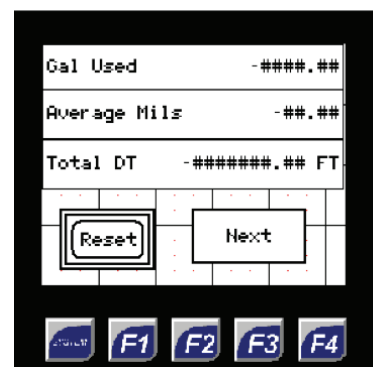 Gal Used -####.##
Average Mils -##.##
Total DT -#######.## FT
Reset Next
F1 F2 F3 F4